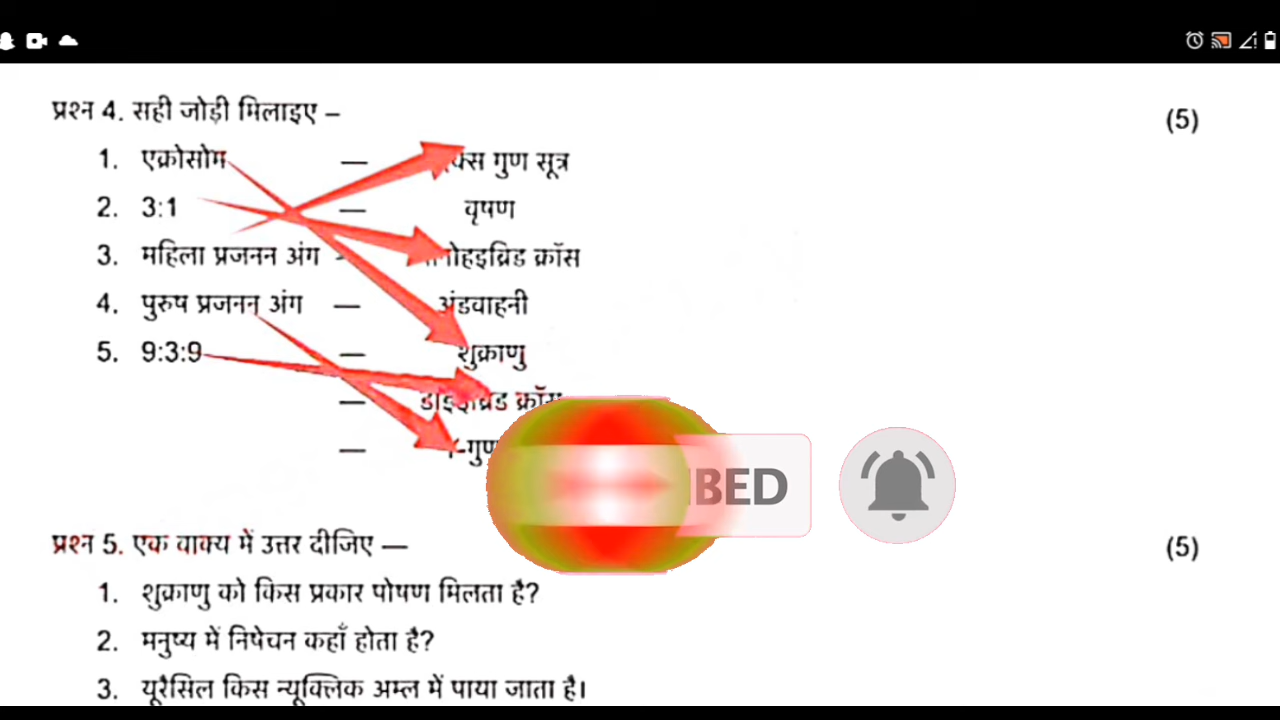 प्रश्न 4. सही जोड़ी मिलाइए – (5)
1. एक्रोसोम — गुण सूत्र
2. 3:1 — वृषण
3. महिला प्रजनन अंग - क्रॉस
4. पुरुष प्रजनन अंग — अंडवाहनी
5. 9:3:9 — शुक्राणु
— क्रॉस
—
BED
प्रश्न 5. एक वाक्य में उत्तर दीजिए — (5)
1. शुक्राणु को किस प्रकार पोषण मिलता है?
2. मनुष्य में निषेचन कहाँ होता है?
3. यूरैसिल किस न्यूक्लिक अम्ल में पाया जाता है।